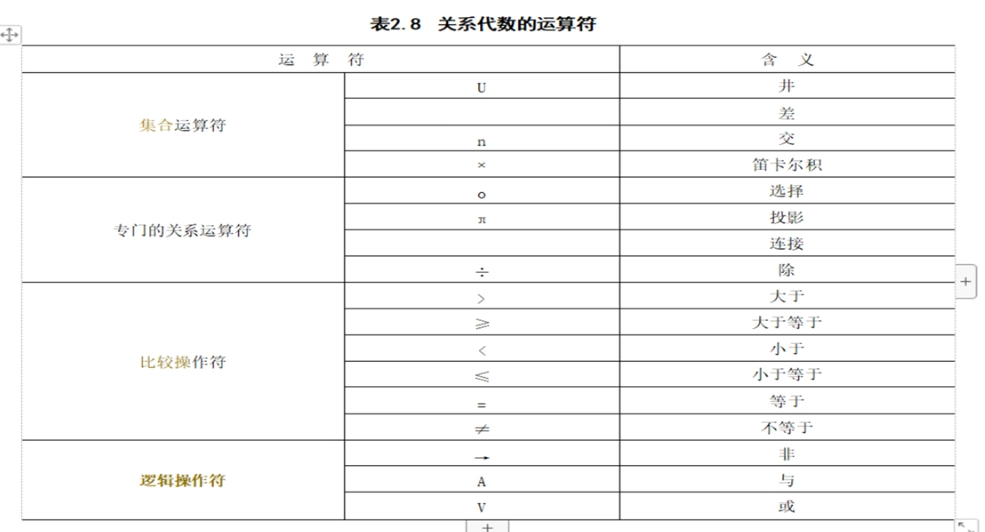 表2.8 关系代数的运算符
运 算 符 含 义
集合运算符 U 井
差
n 交
× 笛卡尔积
专门的关系运算符 o 选择
π 投影
连接
÷ 除
比较操作符 > 大于
≥ 大于等于
< 小于
≤ 小于等于
= 等于
≠ 不等于
逻辑操作符 → 非
A 与
V 或